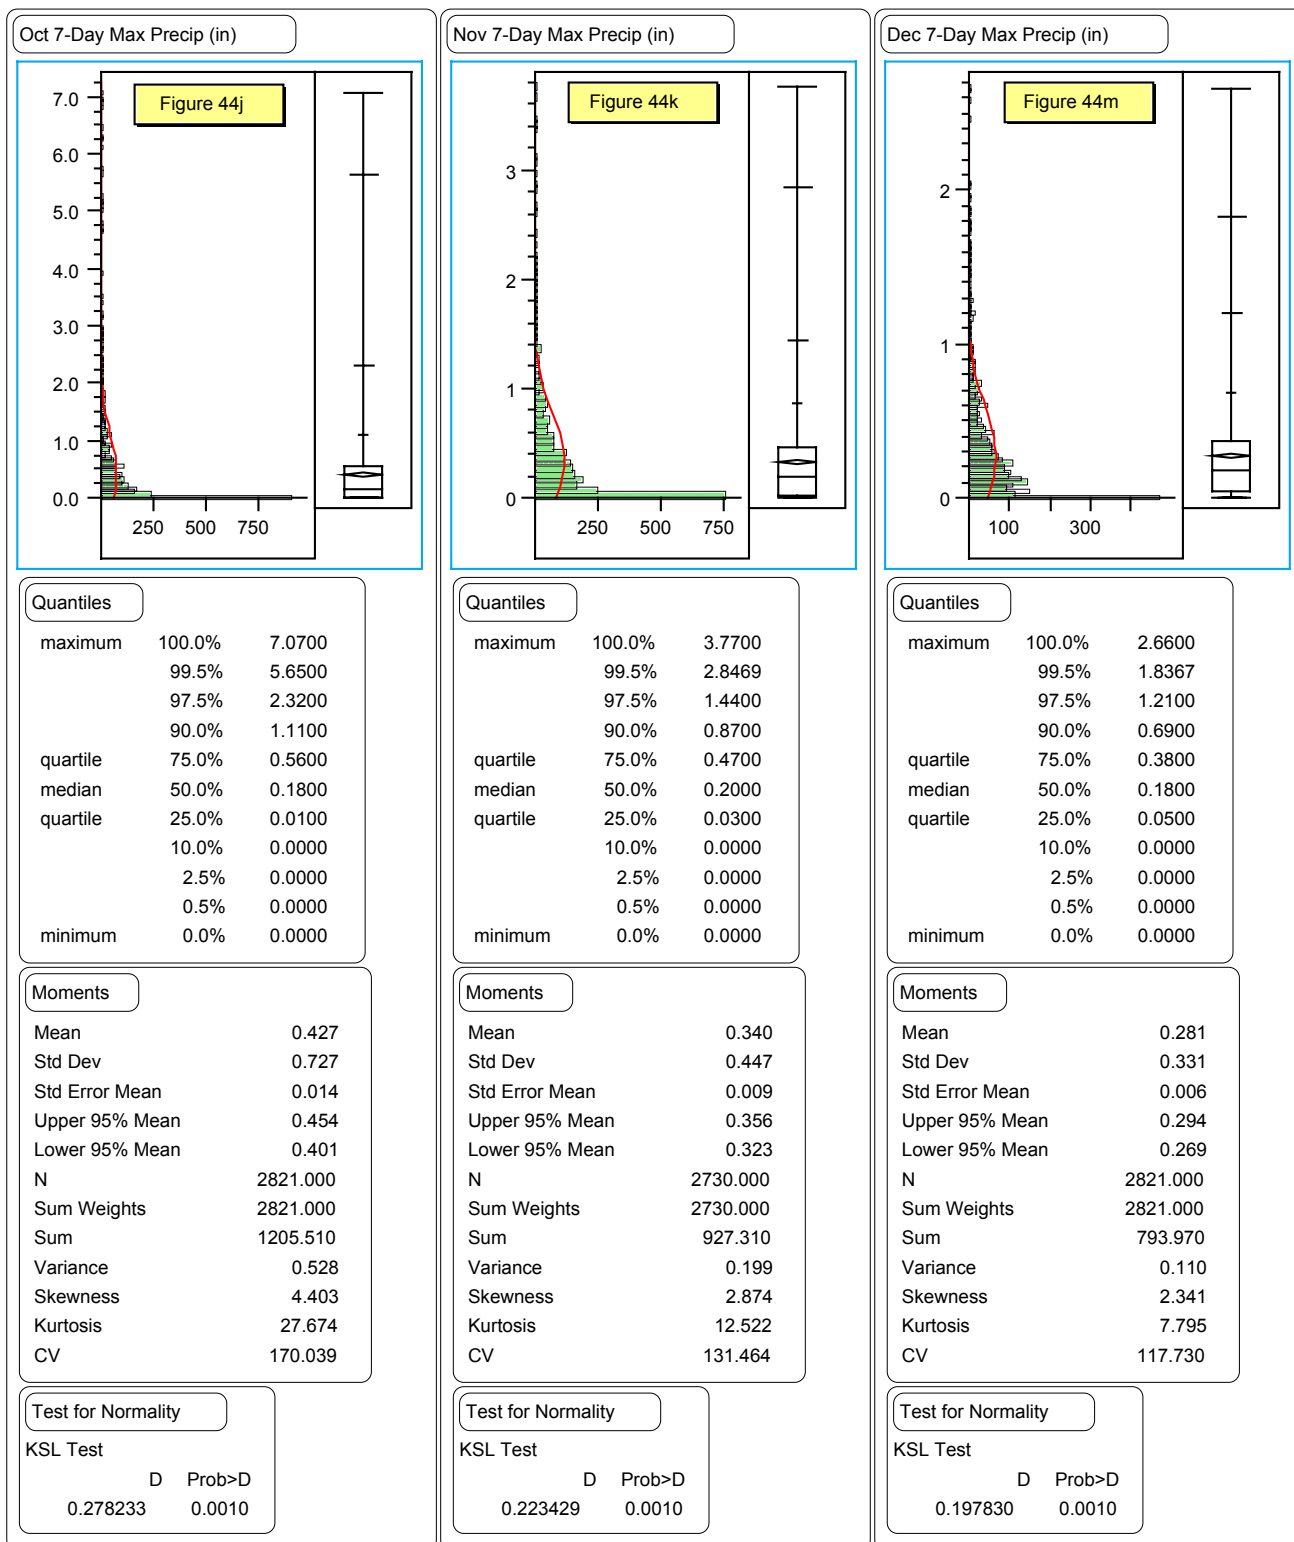 Oct 7-Day Max Precip (in)
Figure 44j
7.0
6.0
5.0
4.0
3.0
2.0
1.0
0.0
250 500 750
Quantiles
maximum 100.0% 7.0700
99.5% 5.6500
97.5% 2.3200
90.0% 1.1100
quartile 75.0% 0.5600
median 50.0% 0.1800
quartile 25.0% 0.0100
10.0% 0.0000
2.5% 0.0000
0.5% 0.0000
minimum 0.0% 0.0000
Moments
Mean 0.427
Std Dev 0.727
Std Error Mean 0.014
Upper 95% Mean 0.454
Lower 95% Mean 0.401
N 2821.000
Sum Weights 2821.000
Sum 1205.510
Variance 0.528
Skewness 4.403
Kurtosis 27.674
CV 170.039
Test for Normality
KSL Test
D Prob>D
0.278233 0.0010
Nov 7-Day Max Precip (in)
Figure 44k
3
2
1
0
250 500 750
Quantiles
maximum 100.0% 3.7700
99.5% 2.8469
97.5% 1.4400
90.0% 0.8700
quartile 75.0% 0.4700
median 50.0% 0.2000
quartile 25.0% 0.0300
10.0% 0.0000
2.5% 0.0000
0.5% 0.0000
minimum 0.0% 0.0000
Moments
Mean 0.340
Std Dev 0.447
Std Error Mean 0.009
Upper 95% Mean 0.356
Lower 95% Mean 0.323
N 2730.000
Sum Weights 2730.000
Sum 927.310
Variance 0.199
Skewness 2.874
Kurtosis 12.522
CV 131.464
Test for Normality
KSL Test
D Prob>D
0.223429 0.0010
Dec 7-Day Max Precip (in)
Figure 44m
2
1
0
100 300
Quantiles
maximum 100.0% 2.6600
99.5% 1.8367
97.5% 1.2100
90.0% 0.6900
quartile 75.0% 0.3800
median 50.0% 0.1800
quartile 25.0% 0.0500
10.0% 0.0000
2.5% 0.0000
0.5% 0.0000
minimum 0.0% 0.0000
Moments
Mean 0.281
Std Dev 0.331
Std Error Mean 0.006
Upper 95% Mean 0.294
Lower 95% Mean 0.269
N 2821.000
Sum Weights 2821.000
Sum 793.970
Variance 0.110
Skewness 2.341
Kurtosis 7.795
CV 117.730
Test for Normality
KSL Test
D Prob>D
0.197830 0.0010